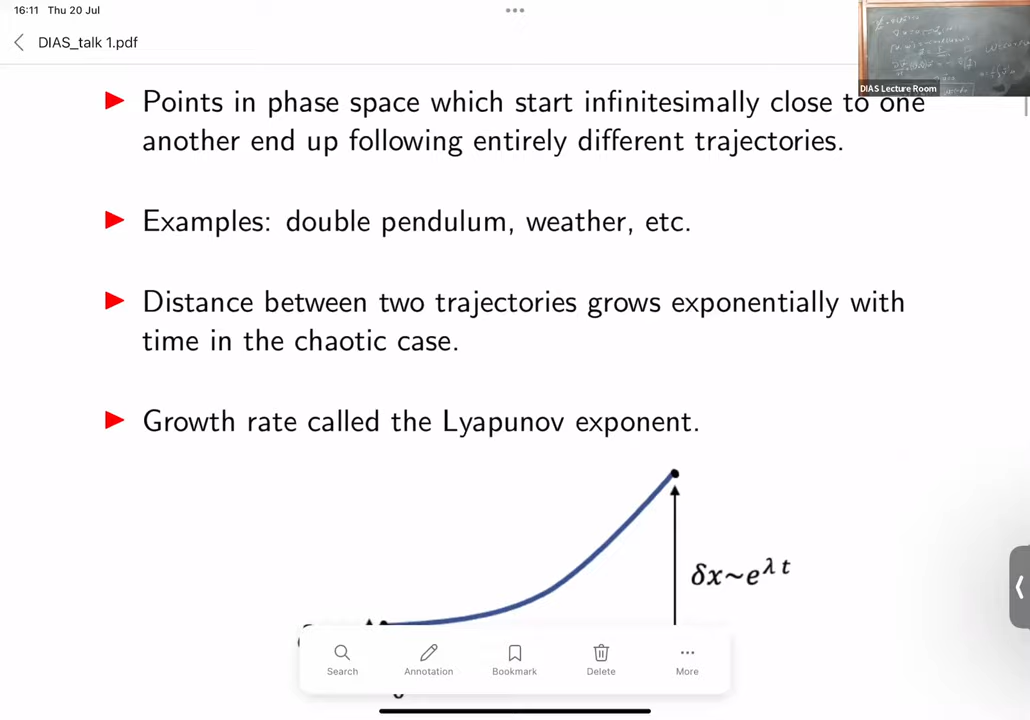 16:11 Thu 20 Jul
DIAS_talk 1.pdf
DIAS Lecture Room
Points in phase space which start infinitesimally close to one
another end up following entirely different trajectories.
Examples: double pendulum, weather, etc.
Distance between two trajectories grows exponentially with
time in the chaotic case.
Growth rate called the Lyapunov exponent.
δx~e^λt
Search Annotation Bookmark Delete More